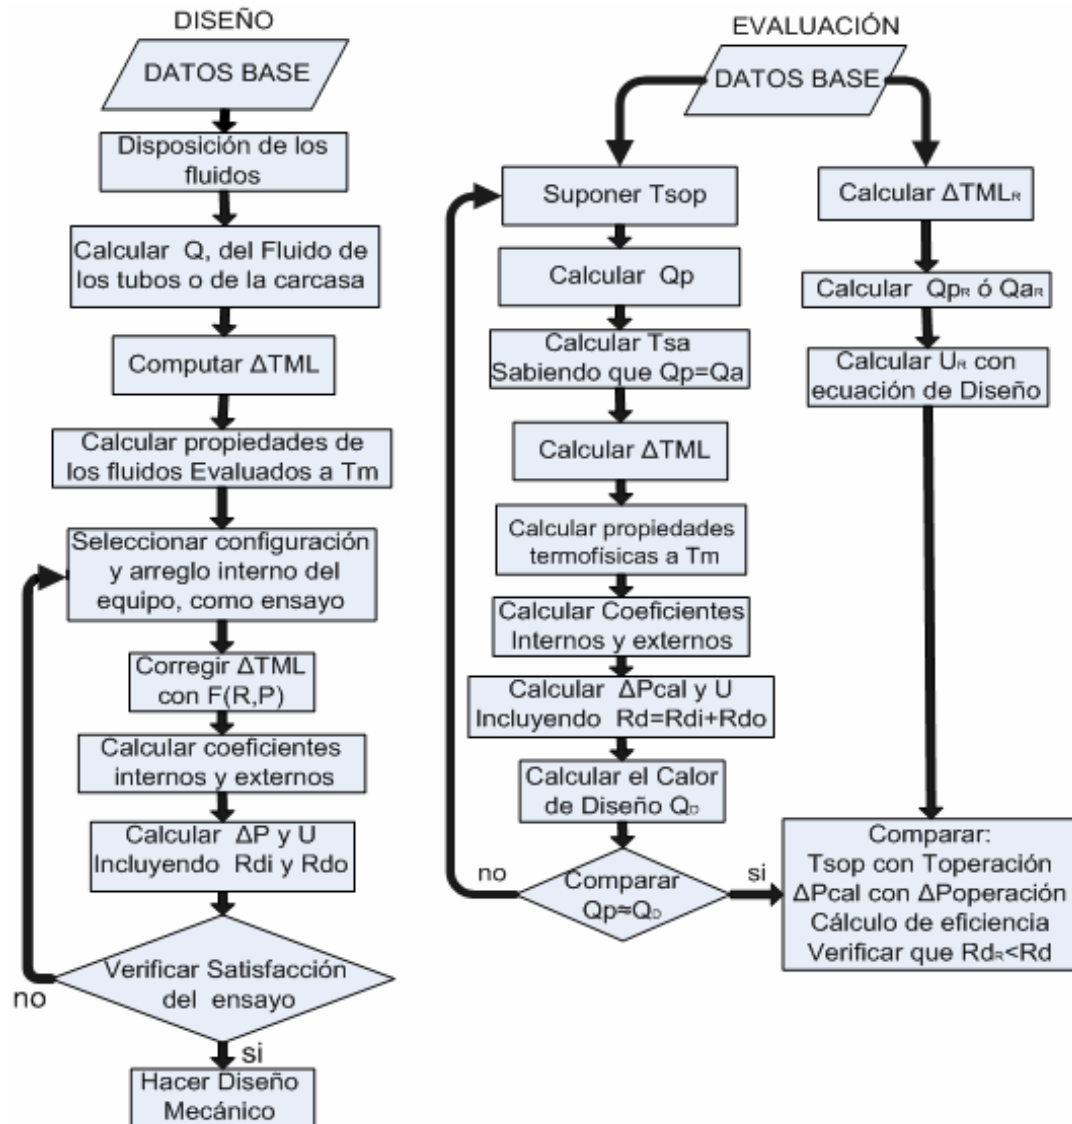 DISEÑO
DATOS BASE
Disposición de los
fluidos
Calcular Q, del Fluido de
los tubos o de la carcasa
Computar ΔTML
Calcular propiedades de
los fluidos Evaluados a Tm
Seleccionar configuración
y arreglo interno del
equipo, como ensayo
Corregir ΔTML
con F(R,P)
Calcular coeficientes
internos y externos
Calcular ΔP y U
Incluyendo Rdi y Rdo
Verificar Satisfacción
del ensayo
no
si
Hacer Diseño
Mecánico
EVALUACIÓN
DATOS BASE
Suponer Tsop
Calcular Qp
Calcular Tsa
Sabiendo que Qp=Qa
Calcular ΔTML
Calcular propiedades
termofísicas a Tm
Calcular Coeficientes
Internos y externos
Calcular ΔPcal y U
Incluyendo Rd=Rdi+Rdo
Calcular el Calor
de Diseño QD
Comparar
Qp≈QD
no
si
Calcular ΔTMLR
Calcular QpR ó QaR
Calcular UR con
ecuación de Diseño
Comparar:
Tsop con Toperación
ΔPcal con ΔPoperación
Cálculo de eficiencia
Verificar que RdR<Rd